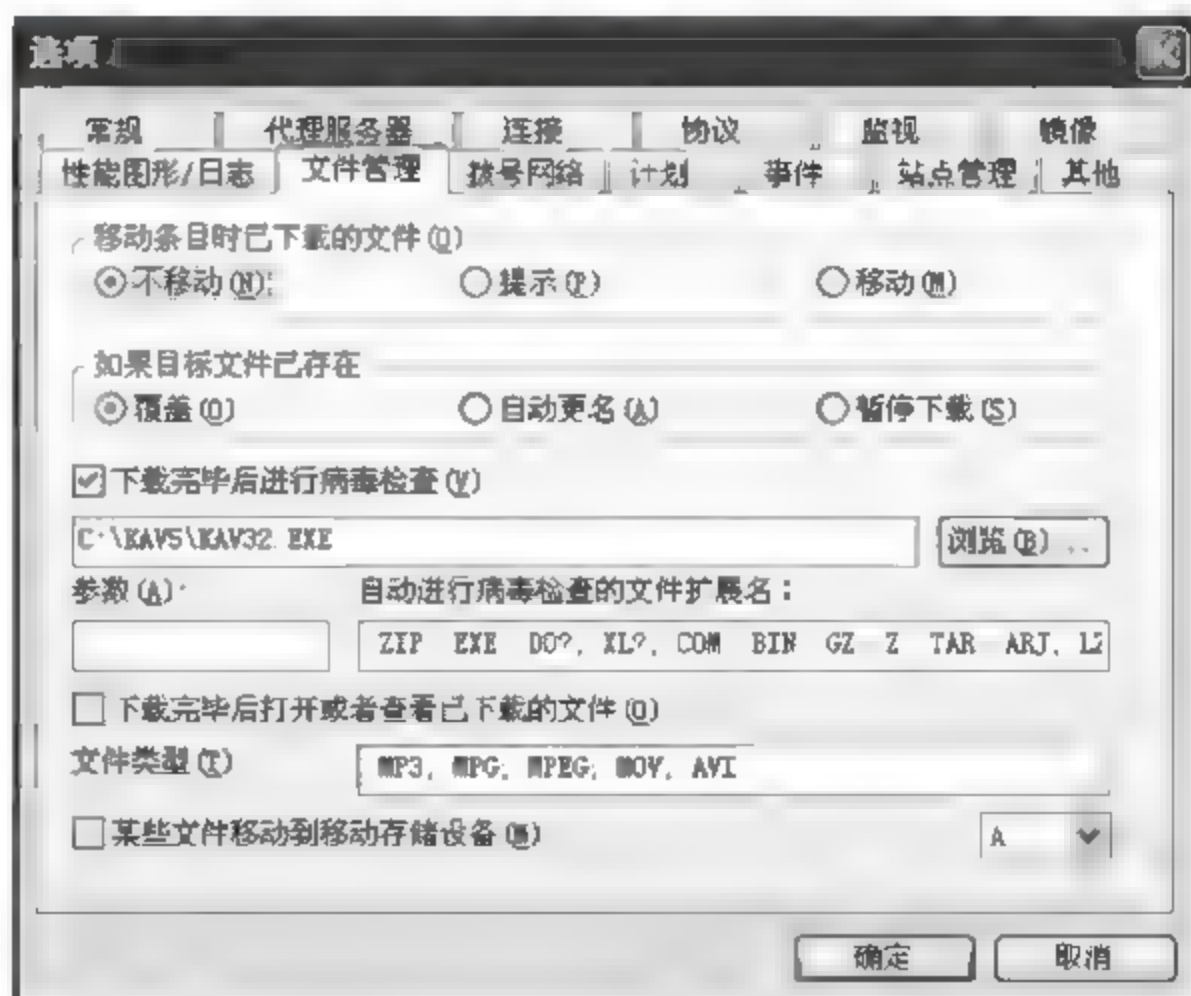 选项
常规 代理服务器 连接 协议 监视 镜像
性能图形/日志 文件管理 拨号网络 计划 事件 站点管理 其他
移动条目时已下载的文件(Q)
不移动(N): 提示(P) 移动(M)
如果目标文件已存在
覆盖(O) 自动更名(A) 暂停下载(S)
下载完毕后进行病毒检查(V)
C:\KAV5\KAV32.EXE 浏览(B)...
参数(A): 自动进行病毒检查的文件扩展名:
ZIP EXE DO?, XL?, COM BIN GZ Z TAR ARJ,
下载完毕后打开或者查看已下载的文件(O)
文件类型(T) MP3, MPG; MPEG; MOV, AVI
某些文件移动到移动存储设备 A
确定 取消